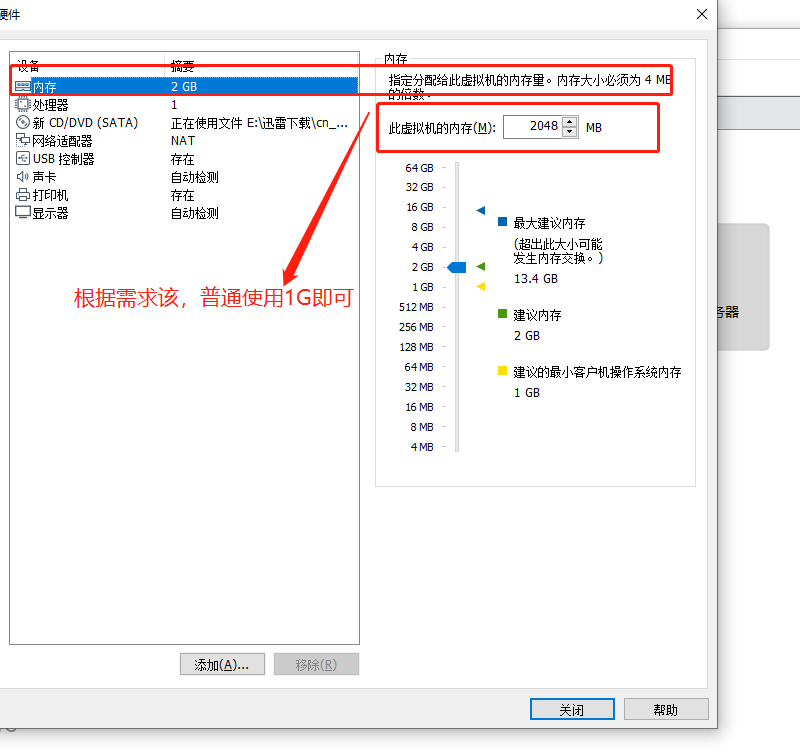 硬件
设备 摘要
内存 2 GB
处理器 1
新 CD/DVD (SATA) 正在使用文件 E:\迅雷下载\cn_...
网络适配器 NAT
USB 控制器 存在
声卡 自动检测
打印机 存在
显示器 自动检测
根据需求该，普通使用1G即可
添加(A)... 移除(R)
内存
指定分配给此虚拟机的内存量。内存大小必须为 4 MB
的倍数。
此虚拟机的内存(M): 2048 MB
64 GB
32 GB
16 GB
8 GB
4 GB
2 GB
1 GB
512 MB
256 MB
128 MB
64 MB
32 MB
16 MB
8 MB
4 MB
最大建议内存
(超出此大小可能
发生内存交换。)
13.4 GB
建议内存
2 GB
建议的最小客户机操作系统内存
1 GB
务器
关闭 帮助